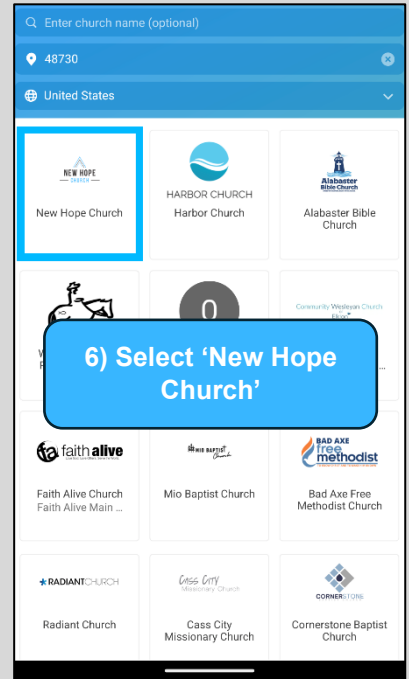 Enter church name (optional)
48730
United States
NEW HOPE
CHURCH
New Hope Church
HARBOR CHURCH
Harbor Church
Alabaster
Bible Church
Alabaster Bible
Church
0
Community Wesleyan Church
Elkton
6) Select ‘New Hope
Church’
...
faith alive
Faith Alive Church
Faith Alive Main ...
MIO BAPTIST
Church
Mio Baptist Church
BAD AXE
free
methodist
Bad Axe Free
Methodist Church
RADIANTCHURCH
Radiant Church
CASS CITY
Missionary Church
Cass City
Missionary Church
CORNERSTONE
Cornerstone Baptist
Church